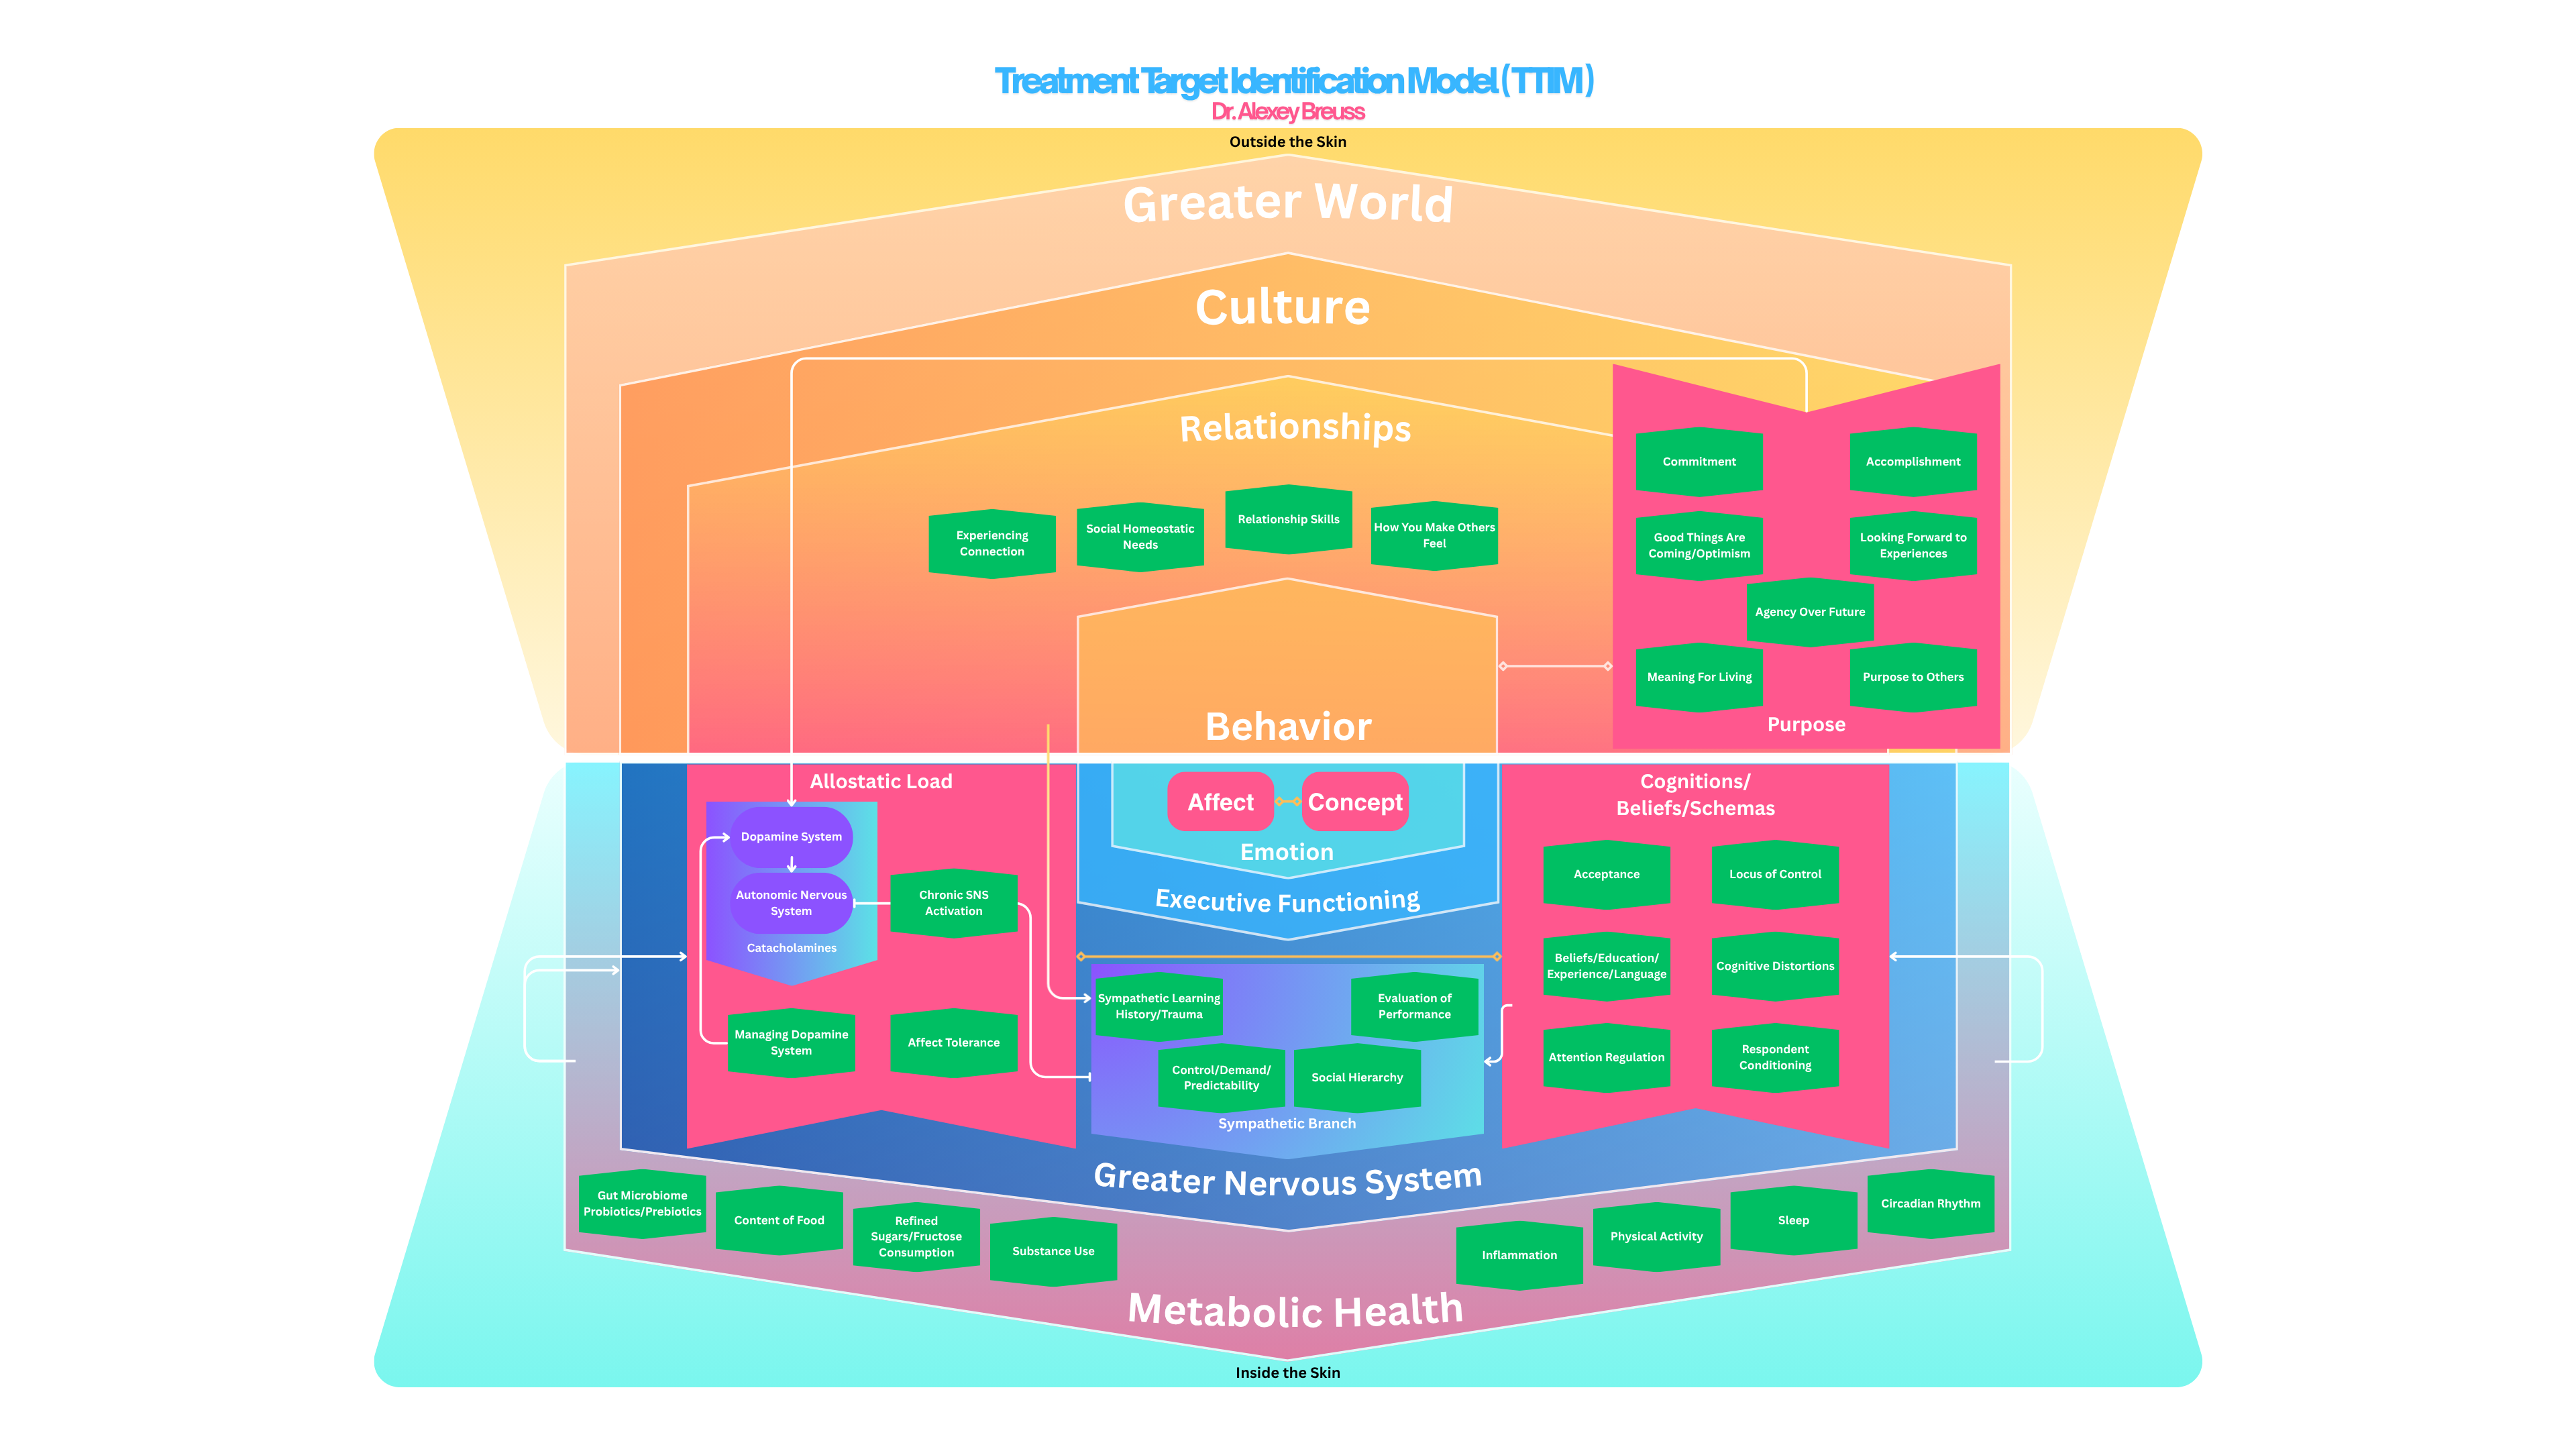 Treatment Target Identification Model (TTIM)
Dr. Alexey Breuss
Outside the Skin
Greater World
Culture
Relationships
Experiencing
Connection
Social Homeostatic
Needs
Relationship Skills
How You Make Others
Feel
Commitment
Accomplishment
Good Things Are
Coming/Optimism
Looking Forward to
Experiences
Agency Over Future
Meaning For Living
Purpose to Others
Purpose
Behavior
Allostatic Load
Dopamine System
Autonomic Nervous
System
Catacholamines
Chronic SNS
Activation
Managing Dopamine
System
Affect Tolerance
Affect
Concept
Emotion
Executive Functioning
Sympathetic Learning
History/Trauma
Evaluation of
Performance
Control/Demand/
Predictability
Social Hierarchy
Sympathetic Branch
Cognitions/
Beliefs/Schemas
Acceptance
Locus of Control
Beliefs/Education/
Experience/Language
Cognitive Distortions
Attention Regulation
Respondent
Conditioning
Greater Nervous System
Gut Microbiome
Probiotics/Prebiotics
Content of Food
Refined
Sugars/Fructose
Consumption
Substance Use
Inflammation
Physical Activity
Sleep
Circadian Rhythm
Metabolic Health
Inside the Skin